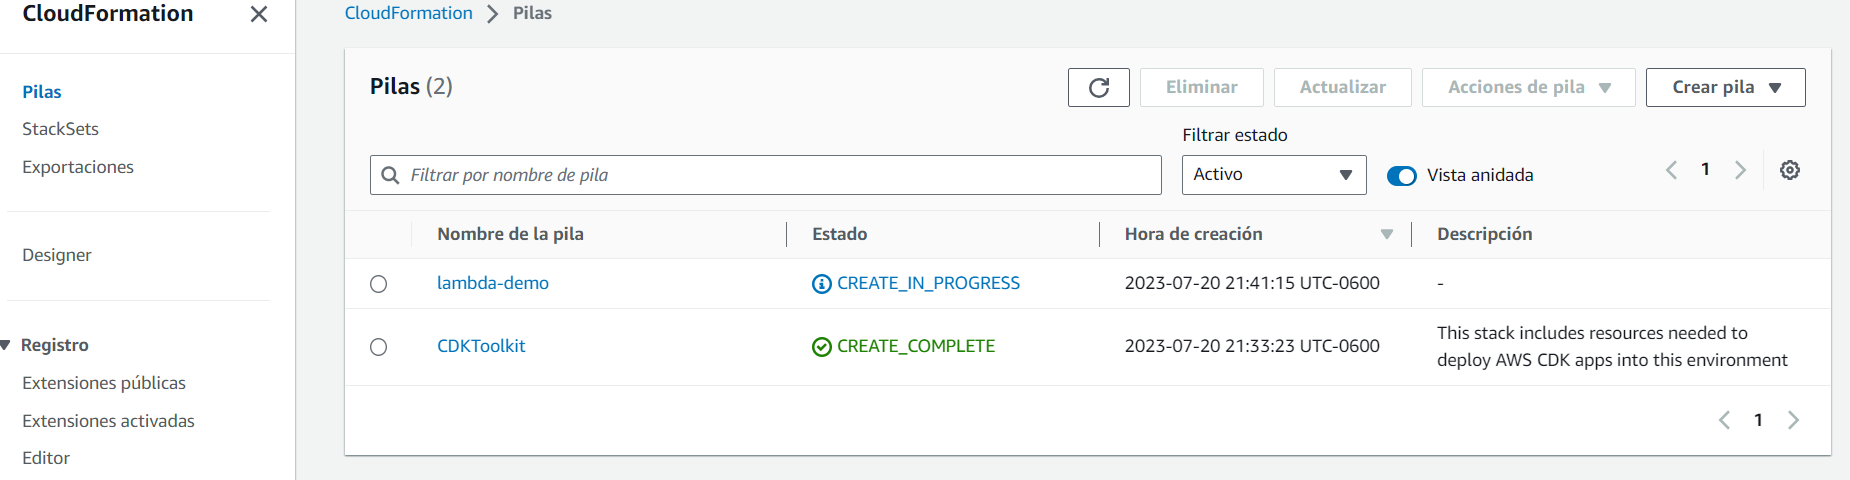 CloudFormation
Pilas
StackSets
Exportaciones
Designer
Registro
Extensiones públicas
Extensiones activadas
Editor
CloudFormation Pilas
Pilas (2)
Eliminar
Actualizar
Acciones de pila
Crear pila
Filtrar estado
Filtrar por nombre de pila
Activo
Vista anidada
1
Nombre de la pila Estado Hora de creación Descripción
lambda-demo CREATE_IN_PROGRESS 2023-07-20 21:41:15 UTC-0600 -
CDKToolkit CREATE_COMPLETE 2023-07-20 21:33:23 UTC-0600 This stack includes resources needed to
deploy AWS CDK apps into this environment
1